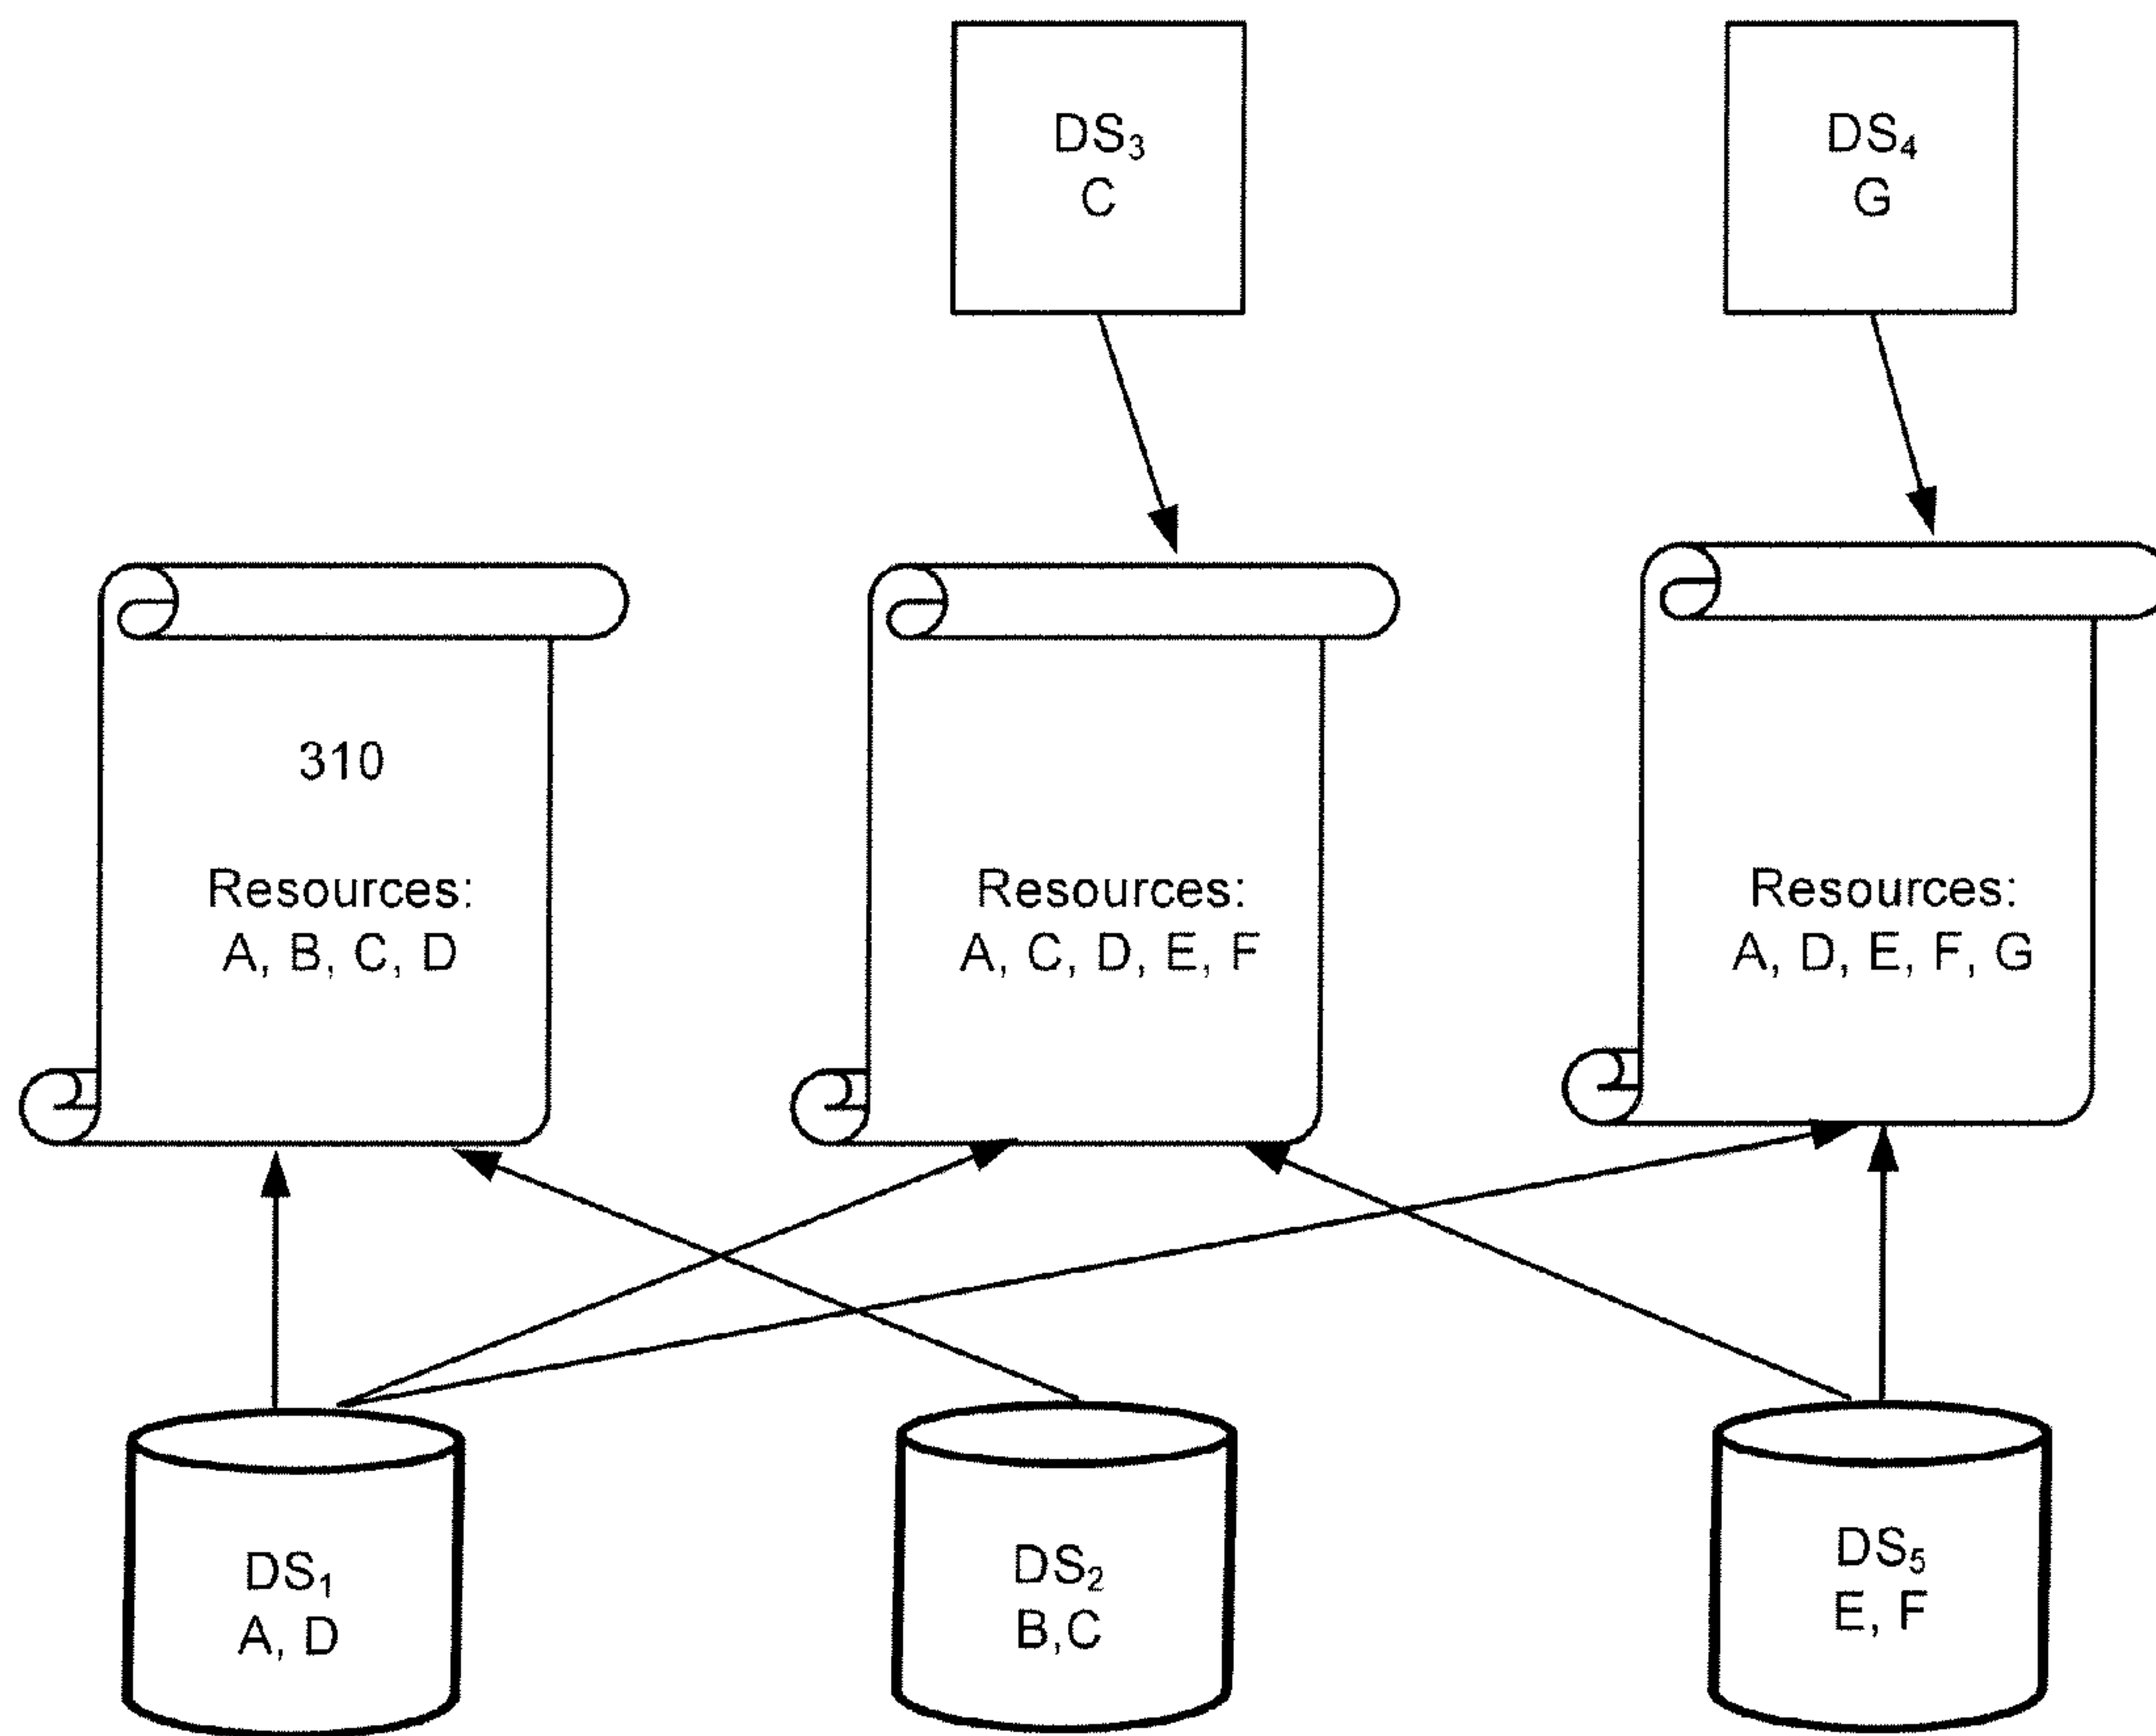 DS₃
C
DS₄
G
310
Resources:
A, B, C, D
Resources:
A, C, D, E, F
Resources:
A, D, E, F, G
DS₁
A, D
DS₂
B,C
DS₅
E, F